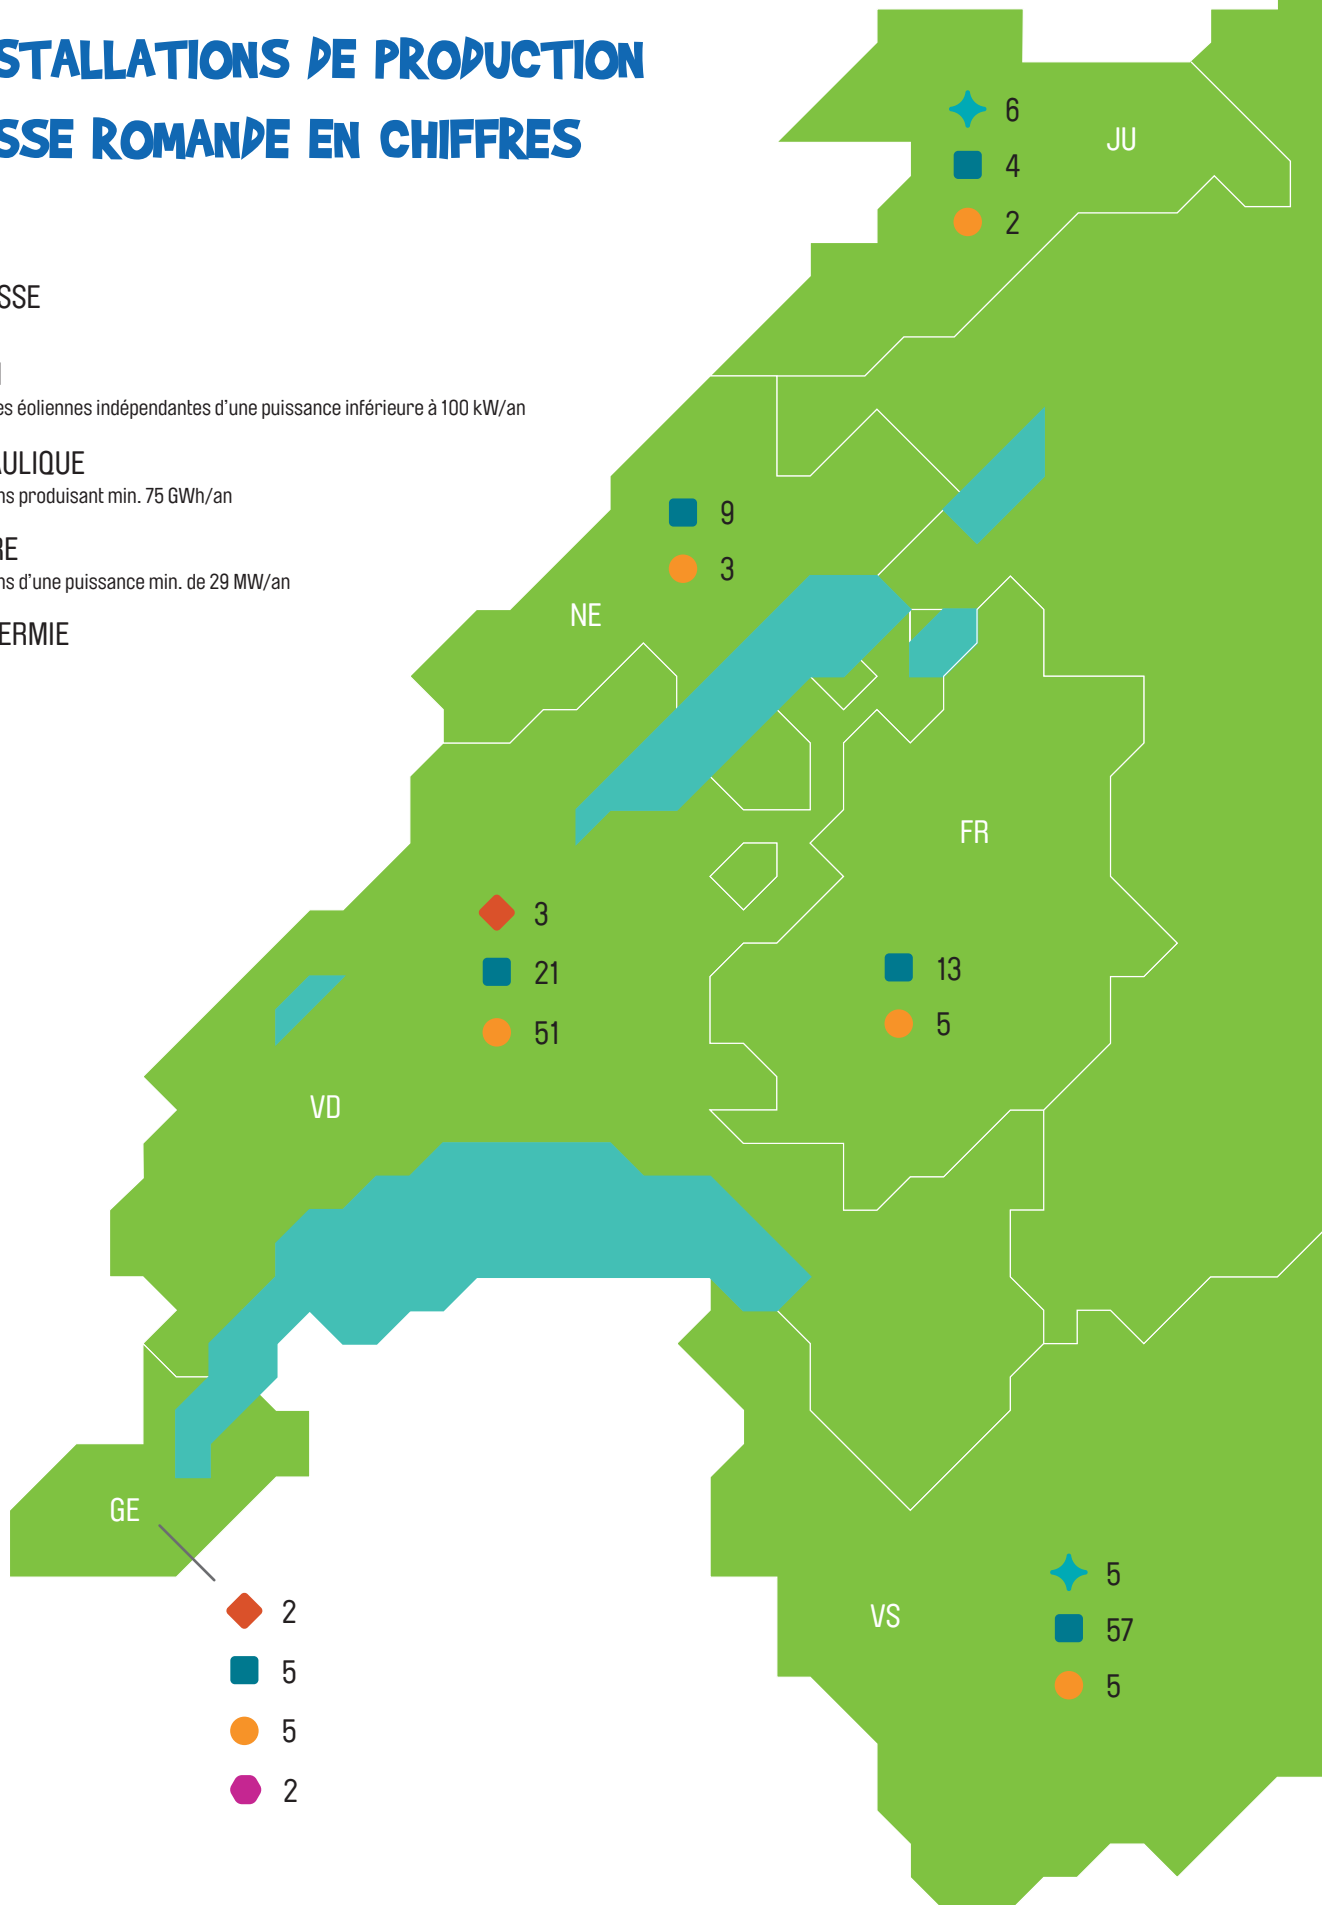 STALLATIONS DE PRODUCTION
SSE ROMANDE EN CHIFFRES
SSE
es éoliennes indépendantes d'une puissance inférieure à 100 kW/an
AULIQUE
ns produisant min. 75 GWh/an
RE
ns d'une puissance min. de 29 MW/an
ERMIE
6
JU
4
2
9
3
NE
FR
3
21
51
13
5
VD
GE
2
5
5
2
VS
5
57
5